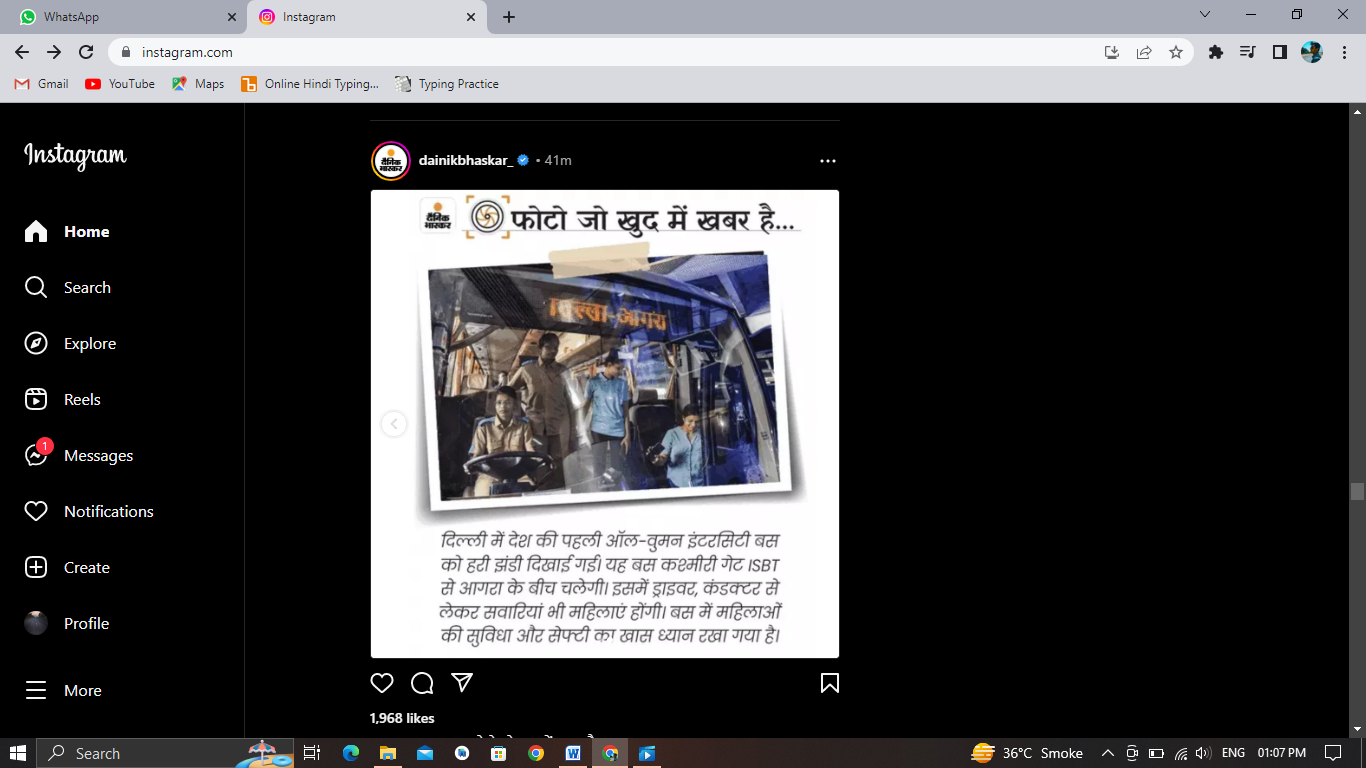 WhatsApp
Instagram
instagram.com
Gmail
YouTube
Maps
Online Hindi Typing...
Typing Practice
Instagram
Home
Search
Explore
Reels
1
Messages
Notifications
Create
Profile
More
दैनिक
भास्कर
dainikbhaskar_ • 41m
दैनिक
भास्कर
फोटो जो खुद में खबर है...
दिल्ली आगरा
दिल्ली में देश की पहली ऑल-वुमन इंटरसिटी बस
को हरी झंडी दिखाई गई। यह बस कश्मीरी गेट ISBT
से आगरा के बीच चलेगी। इसमें ड्राइवर, कंडक्टर से
लेकर सवारियां भी महिलाएं होंगी। बस में महिलाओं
की सुविधा और सेफ्टी का खास ध्यान रखा गया है।
1,968 likes
Search
36°C Smoke
ENG
01:07 PM